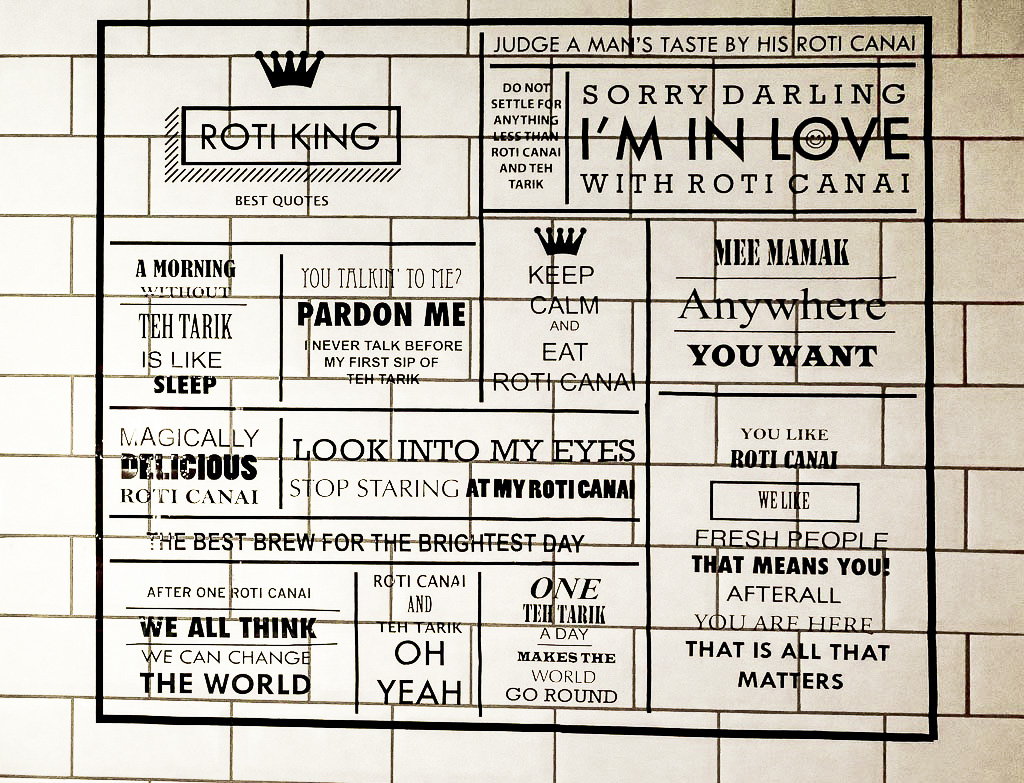 ROTI KING
BEST QUOTES
JUDGE A MAN'S TASTE BY HIS ROTI CANAI
DO NOT
SETTLE FOR
ANYTHING
LESS THAN
ROTI CANAI
AND TEH
TARIK
SORRY DARLING
I'M IN LOVE
WITH ROTI CANAI
A MORNING
WITHOUT
TEH TARIK
IS LIKE
SLEEP
YOU TALKIN' TO ME?
PARDON ME
I NEVER TALK BEFORE
MY FIRST SIP OF
TEH TARIK
KEEP
CALM
AND
EAT
ROTI CANAI
MEE MAMAK
Anywhere
YOU WANT
MAGICALLY
DELICIOUS
ROTI CANAI
LOOK INTO MY EYES
STOP STARING AT MY ROTI CANAI
THE BEST BREW FOR THE BRIGHTEST DAY
AFTER ONE ROTI CANAI
WE ALL THINK
WE CAN CHANGE
THE WORLD
ROTI CANAI
AND
TEH TARIK
OH
YEAH
ONE
TEH TARIK
A DAY
MAKES THE
WORLD
GO ROUND
YOU LIKE
ROTI CANAI
WE LIKE
FRESH PEOPLE
THAT MEANS YOU!
AFTERALL
YOU ARE HERE
THAT IS ALL THAT
MATTERS